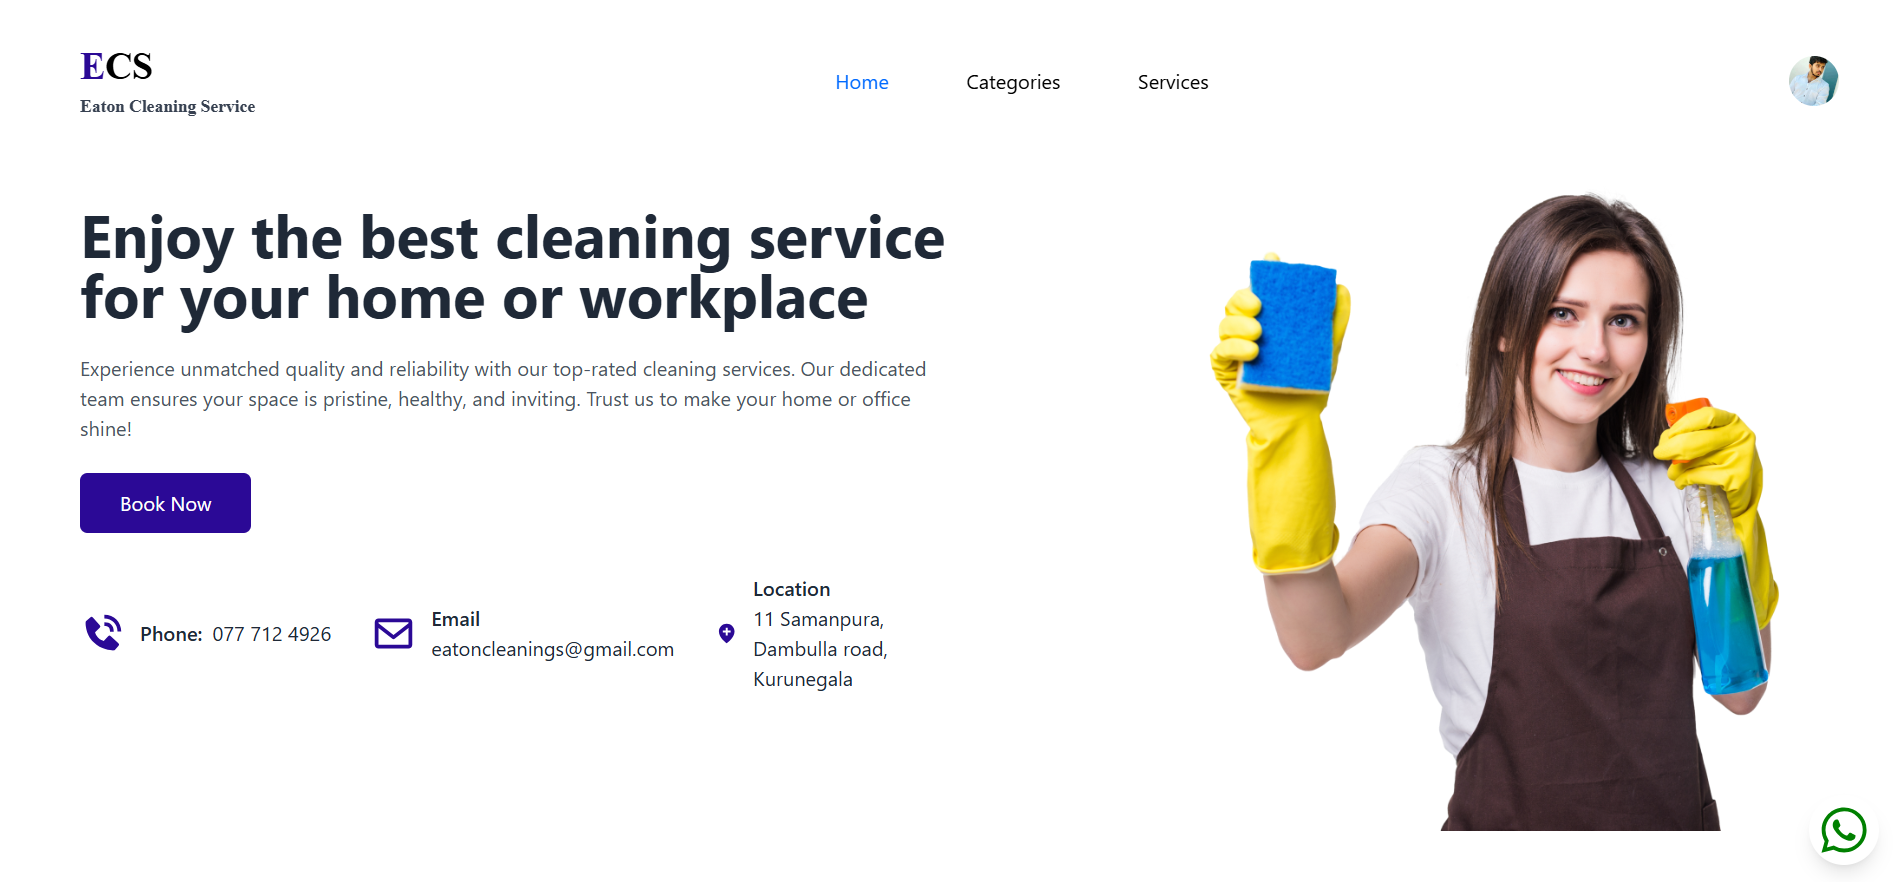 ECS
Eaton Cleaning Service
Home
Categories
Services
Enjoy the best cleaning service
for your home or workplace
Experience unmatched quality and reliability with our top-rated cleaning services. Our dedicated
team ensures your space is pristine, healthy, and inviting. Trust us to make your home or office
shine!
Book Now
Phone: 077 712 4926
Email
eatoncleanings@gmail.com
Location
11 Samanpura,
Dambulla road,
Kurunegala